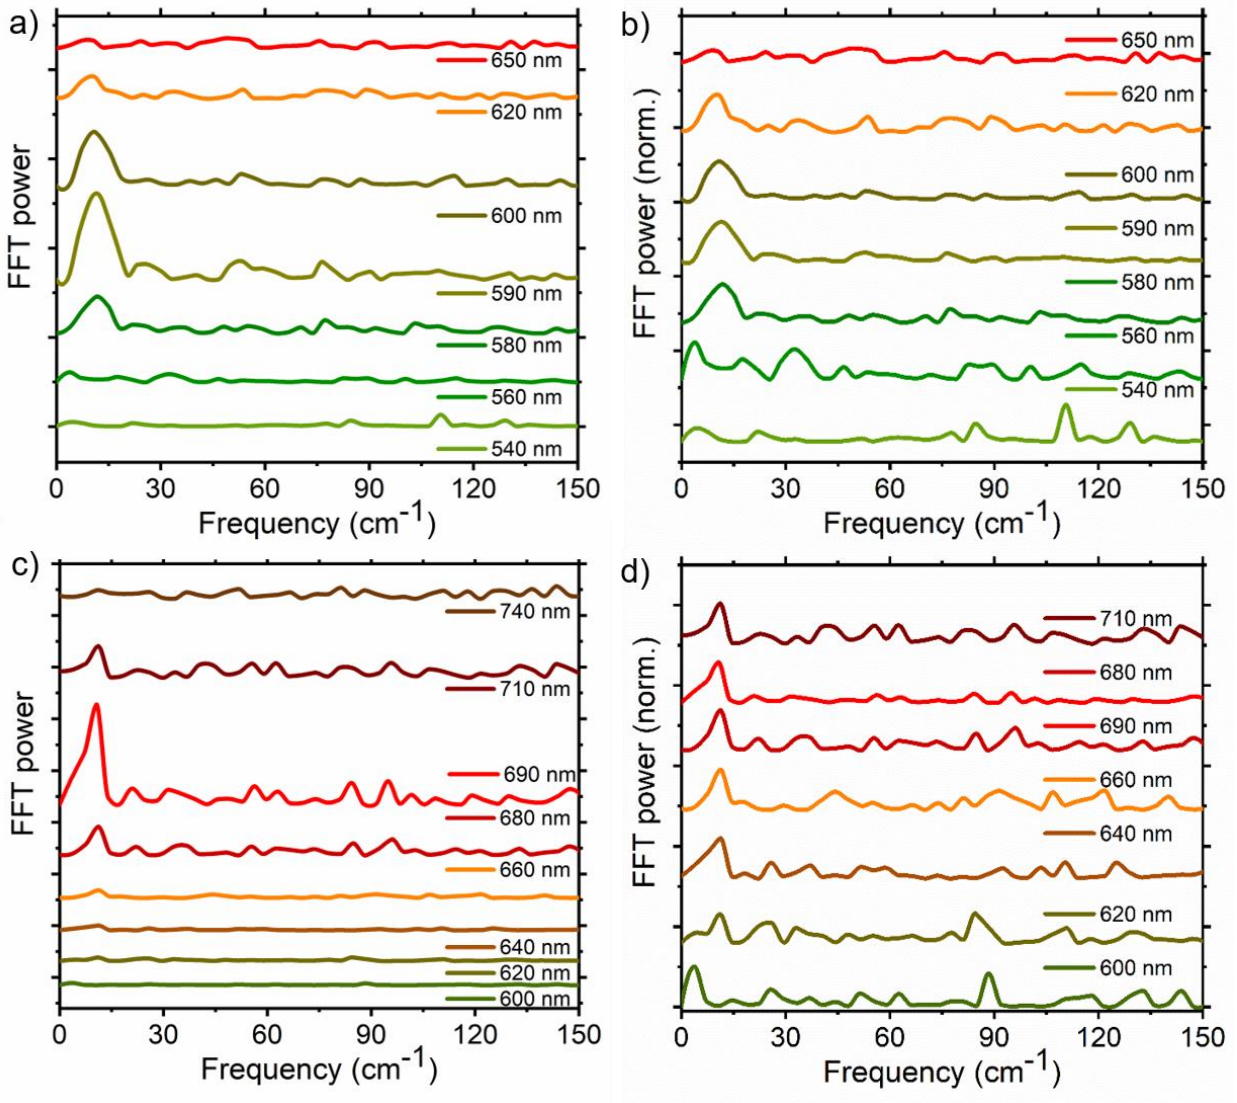 a)
FFT power
650 nm
620 nm
600 nm
590 nm
580 nm
560 nm
540 nm
0 30 60 90 120 150
Frequency (cm-1)
b)
FFT power (norm.)
650 nm
620 nm
600 nm
590 nm
580 nm
560 nm
540 nm
0 30 60 90 120 150
Frequency (cm-1)
c)
FFT power
740 nm
710 nm
690 nm
680 nm
660 nm
640 nm
620 nm
600 nm
0 30 60 90 120 150
Frequency (cm-1)
d)
FFT power (norm.)
710 nm
680 nm
690 nm
660 nm
640 nm
620 nm
600 nm
0 30 60 90 120 150
Frequency (cm-1)